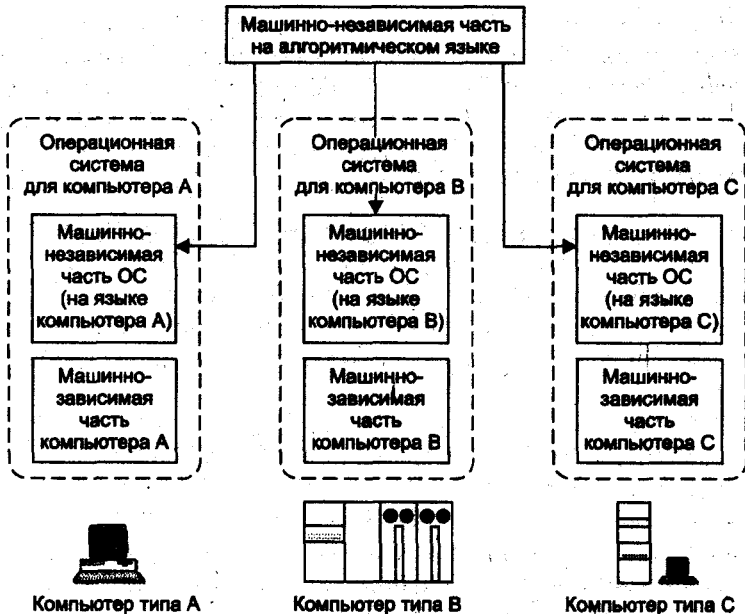 Машинно-независимая часть
на алгоритмическом языке
Операционная
система
для компьютера А
Машинно-
независимая
часть ОС
(на языке
компьютера А)
Машинно-
зависимая
часть
компьютера А
Компьютер типа А
Операционная
система
для компьютера В
Машинно-
независимая
часть ОС
(на языке
компьютера В)
Машинно-
зависимая
часть
компьютера В
Компьютер типа В
Операционная
система
для компьютера С
Машинно-
независимая
часть ОС
(на языке
компьютера С)
Машинно-
зависимая
часть
компьютера С
Компьютер типа С